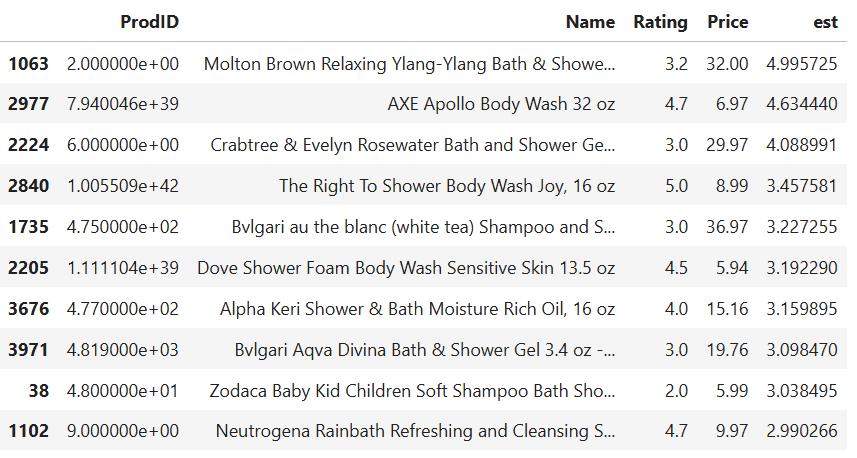 ProdID Name Rating Price est
1063 2.000000e+00 Molton Brown Relaxing Ylang-Ylang Bath & Showe... 3.2 32.00 4.995725
2977 7.940046e+39 AXE Apollo Body Wash 32 oz 4.7 6.97 4.634440
2224 6.000000e+00 Crabtree & Evelyn Rosewater Bath and Shower Ge... 3.0 29.97 4.088991
2840 1.005509e+42 The Right To Shower Body Wash Joy, 16 oz 5.0 8.99 3.457581
1735 4.750000e+02 Bvlgari au the blanc (white tea) Shampoo and S... 3.0 36.97 3.227255
2205 1.111104e+39 Dove Shower Foam Body Wash Sensitive Skin 13.5 oz 4.5 5.94 3.192290
3676 4.770000e+02 Alpha Keri Shower & Bath Moisture Rich Oil, 16 oz 4.0 15.16 3.159895
3971 4.819000e+03 Bvlgari Aqva Divina Bath & Shower Gel 3.4 oz -... 3.0 19.76 3.098470
38 4.800000e+01 Zodaca Baby Kid Children Soft Shampoo Bath Sho... 2.0 5.99 3.038495
1102 9.000000e+00 Neutrogena Rainbath Refreshing and Cleansing S... 4.7 9.97 2.990266